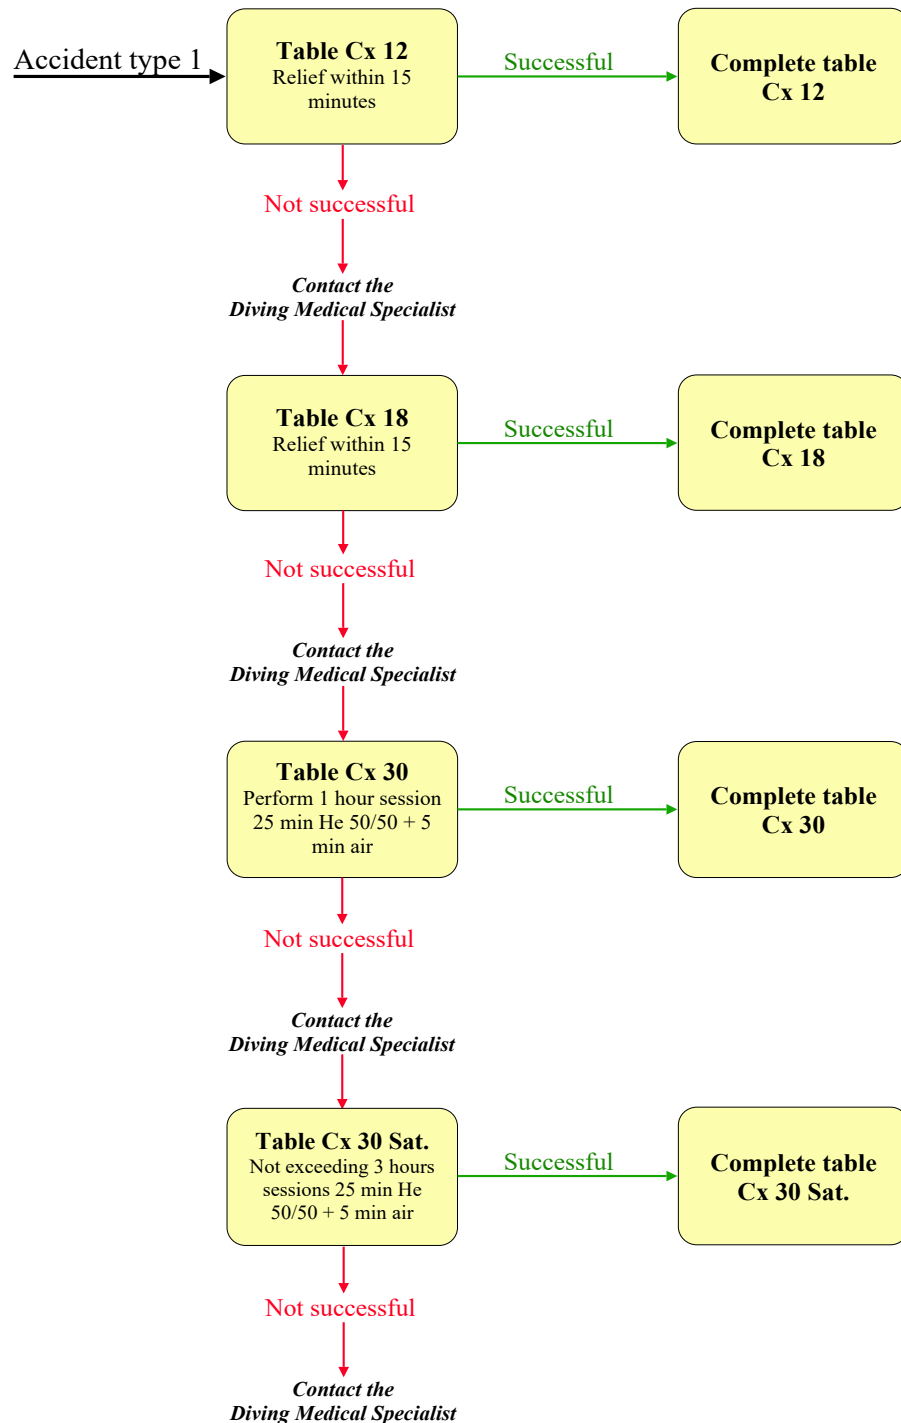 Accident type 1
Table Cx 12
Relief within 15
minutes
Successful
Complete table
Cx 12
Not successful
Contact the
Diving Medical Specialist
Table Cx 18
Relief within 15
minutes
Successful
Complete table
Cx 18
Not successful
Contact the
Diving Medical Specialist
Table Cx 30
Perform 1 hour session
25 min He 50/50 + 5
min air
Successful
Complete table
Cx 30
Not successful
Contact the
Diving Medical Specialist
Table Cx 30 Sat.
Not exceeding 3 hours
sessions 25 min He
50/50 + 5 min air
Successful
Complete table
Cx 30 Sat.
Not successful
Contact the
Diving Medical Specialist